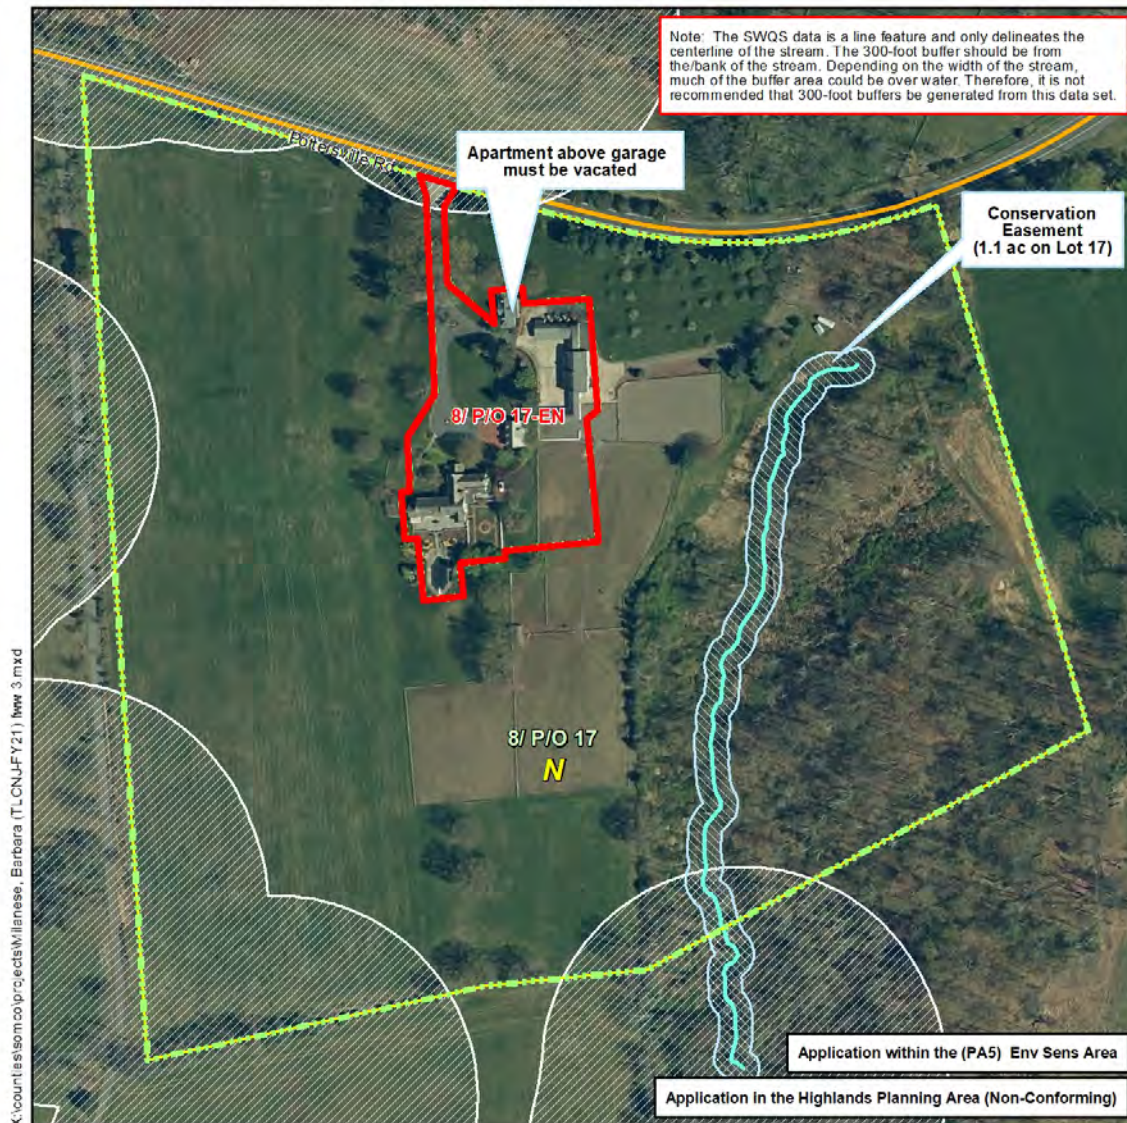 Note: The SWQS data is a line feature and only delineates the
centerline of the stream. The 300-foot buffer should be from
the/bank of the stream. Depending on the width of the stream,
much of the buffer area could be over water. Therefore, it is not
recommended that 300-foot buffers be generated from this data set.
Pottersville Rd
Apartment above garage
must be vacated
Conservation
Easement
(1.1 ac on Lot 17)
8/ P/O 17-EN
8/ P/O 17
N
Application within the (PA5) Env Sens Area
Application in the Highlands Planning Area (Non-Conforming)
X:\counties\somco\projects\Milanese, Barbara (TLCNJ-FY21) fww 3.mxd